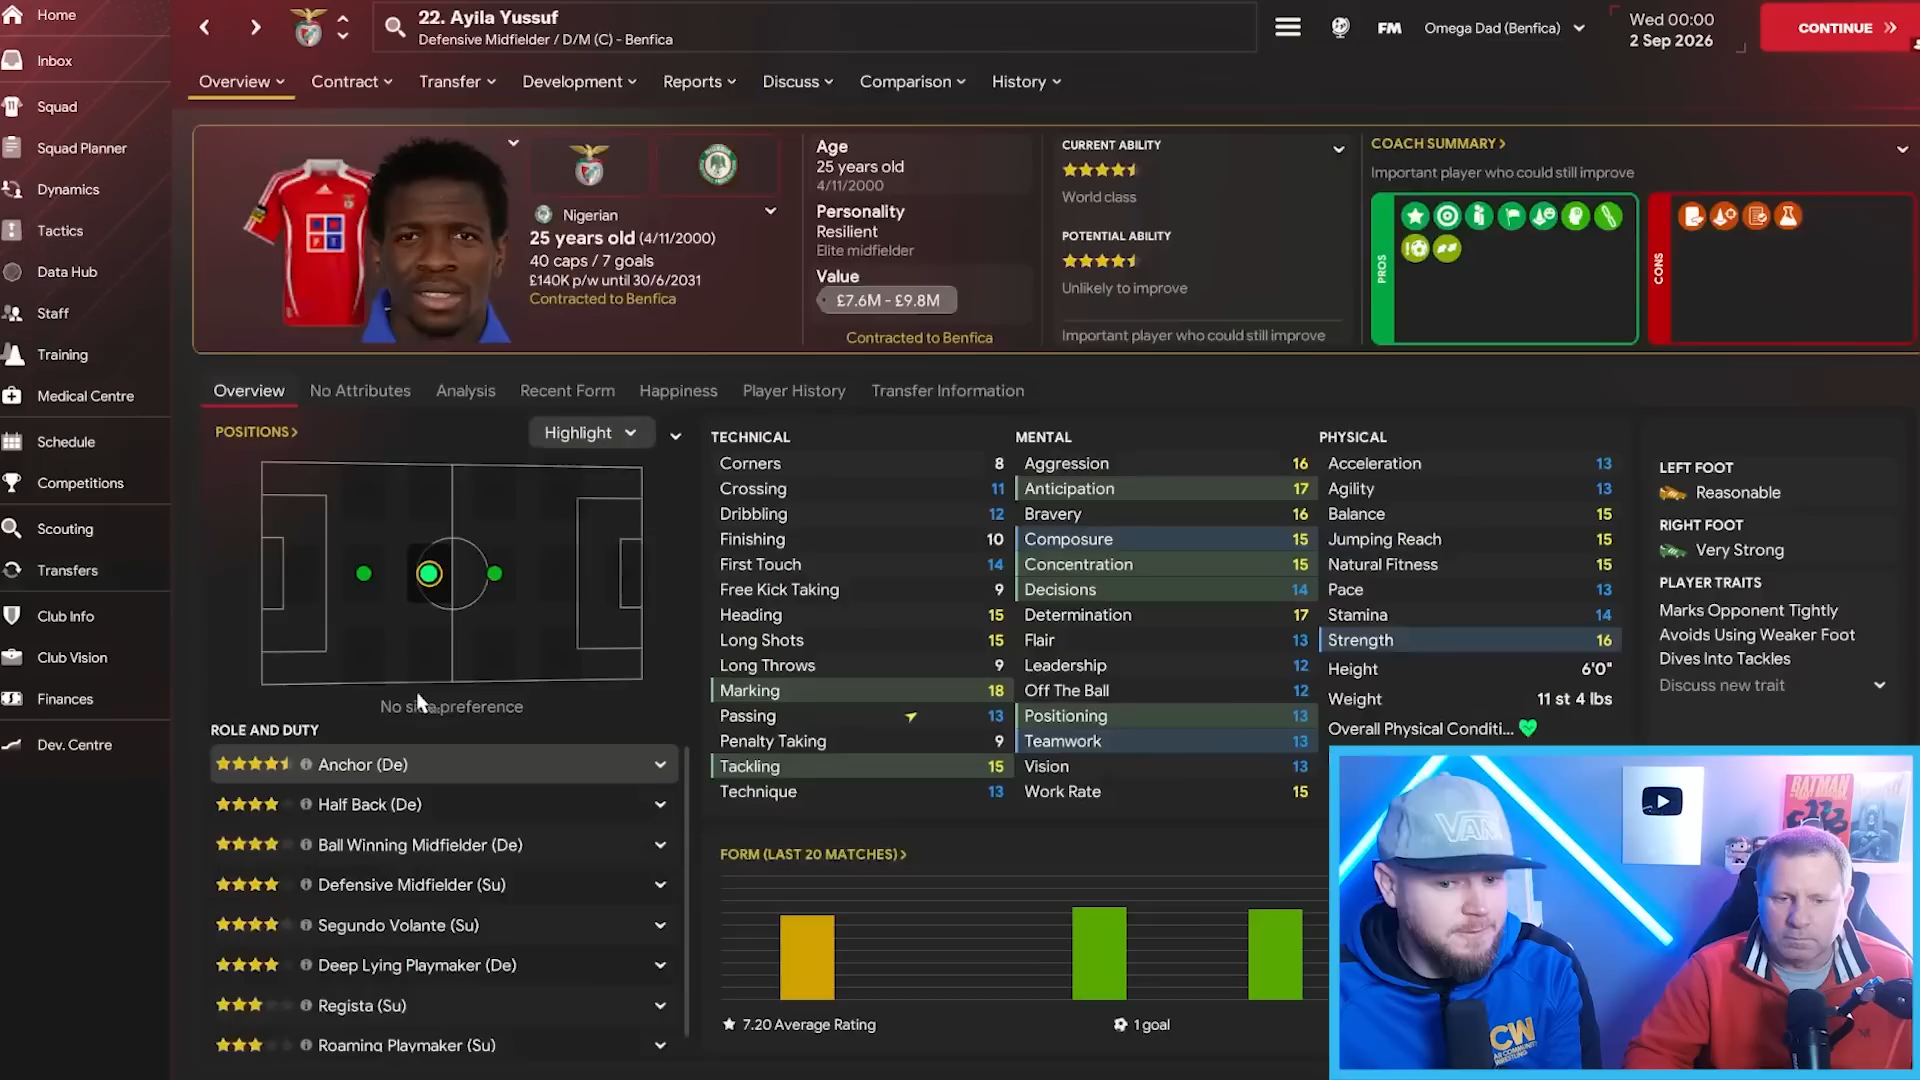 Home
Inbox
Squad
Squad Planner
Dynamics
Tactics
Data Hub
Staff
Training
Medical Centre
Schedule
Competitions
Scouting
Transfers
Club Info
Club Vision
Finances
Dev. Centre
22. Ayila Yussuf
Defensive Midfielder / D/M (C) - Benfica
FM
Omega Dad (Benfica)
Wed 00:00
2 Sep 2026
CONTINUE
Overview
Contract
Transfer
Development
Reports
Discuss
Comparison
History
Nigerian
25 years old (4/11/2000)
40 caps / 7 goals
£140K p/w until 30/6/2031
Contracted to Benfica
Age
25 years old
4/11/2000
Personality
Resilient
Elite midfielder
Value
£7.6M - £9.8M
Contracted to Benfica
CURRENT ABILITY
World class
POTENTIAL ABILITY
Unlikely to improve
Important player who could still improve
COACH SUMMARY
Important player who could still improve
PROS
CONS
Overview
No Attributes
Analysis
Recent Form
Happiness
Player History
Transfer Information
POSITIONS
Highlight
No preference
ROLE AND DUTY
Anchor (De)
Half Back (De)
Ball Winning Midfielder (De)
Defensive Midfielder (Su)
Segundo Volante (Su)
Deep Lying Playmaker (De)
Regista (Su)
Roaming Playmaker (Su)
TECHNICAL
Corners 8
Crossing 11
Dribbling 12
Finishing 10
First Touch 14
Free Kick Taking 9
Heading 15
Long Shots 15
Long Throws 9
Marking 18
Passing 13
Penalty Taking 9
Tackling 15
Technique 13
MENTAL
Aggression 16
Anticipation 17
Bravery 16
Composure 15
Concentration 15
Decisions 14
Determination 17
Flair 13
Leadership 12
Off The Ball 12
Positioning 13
Teamwork 13
Vision 13
Work Rate 15
PHYSICAL
Acceleration 13
Agility 13
Balance 15
Jumping Reach 15
Natural Fitness 15
Pace 13
Stamina 14
Strength 16
Height 6'0"
Weight 11 st 4 lbs
Overall Physical Conditi...
LEFT FOOT
Reasonable
RIGHT FOOT
Very Strong
PLAYER TRAITS
Marks Opponent Tightly
Avoids Using Weaker Foot
Dives Into Tackles
Discuss new trait
FORM (LAST 20 MATCHES)
7.20 Average Rating
1 goal
VANS
BATMAN
CW